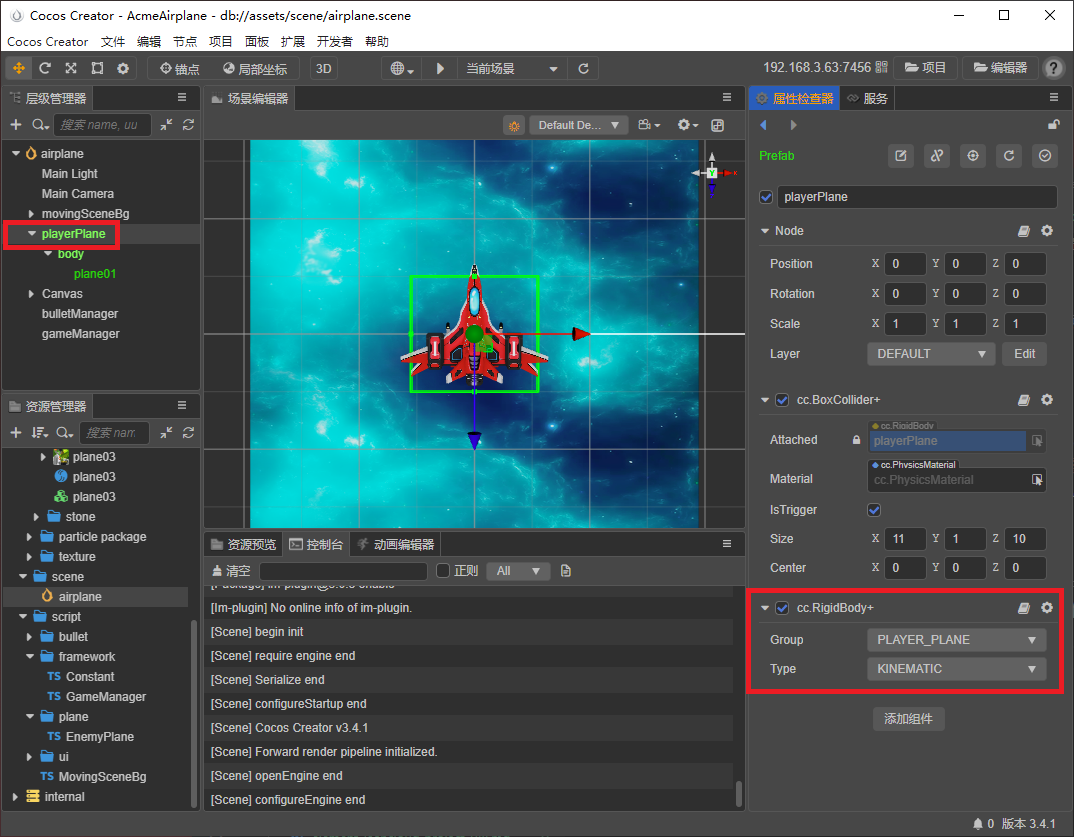 Cocos Creator - AcmeAirplane - db://assets/scene/airplane.scene
Cocos Creator 文件 编辑 节点 项目 面板 扩展 开发者 帮助
锚点 局部坐标 3D 当前场景 192.168.3.63:7456 项目 编辑器 ?
层级管理器
搜索 name, uu
airplane
Main Light
Main Camera
movingSceneBg
playerPlane
body
plane01
Canvas
bulletManager
gameManager
资源管理器
搜索 nam
plane03
plane03
plane03
stone
particle package
texture
scene
airplane
script
bullet
framework
TS Constant
TS GameManager
plane
TS EnemyPlane
ui
TS MovingSceneBg
internal
场景编辑器
Default De...
Y
资源预览 控制台 动画编辑器
清空 正则 All
[Im-plugin] No online info of im-plugin.
[Scene] begin init
[Scene] require engine end
[Scene] Serialize end
[Scene] configureStartup end
[Scene] Cocos Creator v3.4.1
[Scene] Forward render pipeline initialized.
[Scene] openEngine end
[Scene] configureEngine end
属性检查器 服务
Prefab
playerPlane
Node
Position X 0 Y 0 Z 0
Rotation X 0 Y 0 Z 0
Scale X 1 Y 1 Z 1
Layer DEFAULT Edit
cc.BoxCollider+
cc.RigidBody
Attached playerPlane
cc.PhysicsMaterial
Material cc.PhysicsMaterial
IsTrigger
Size X 11 Y 1 Z 10
Center X 0 Y 0 Z 0
cc.RigidBody+
Group PLAYER_PLANE
Type KINEMATIC
添加组件
0 版本 3.4.1